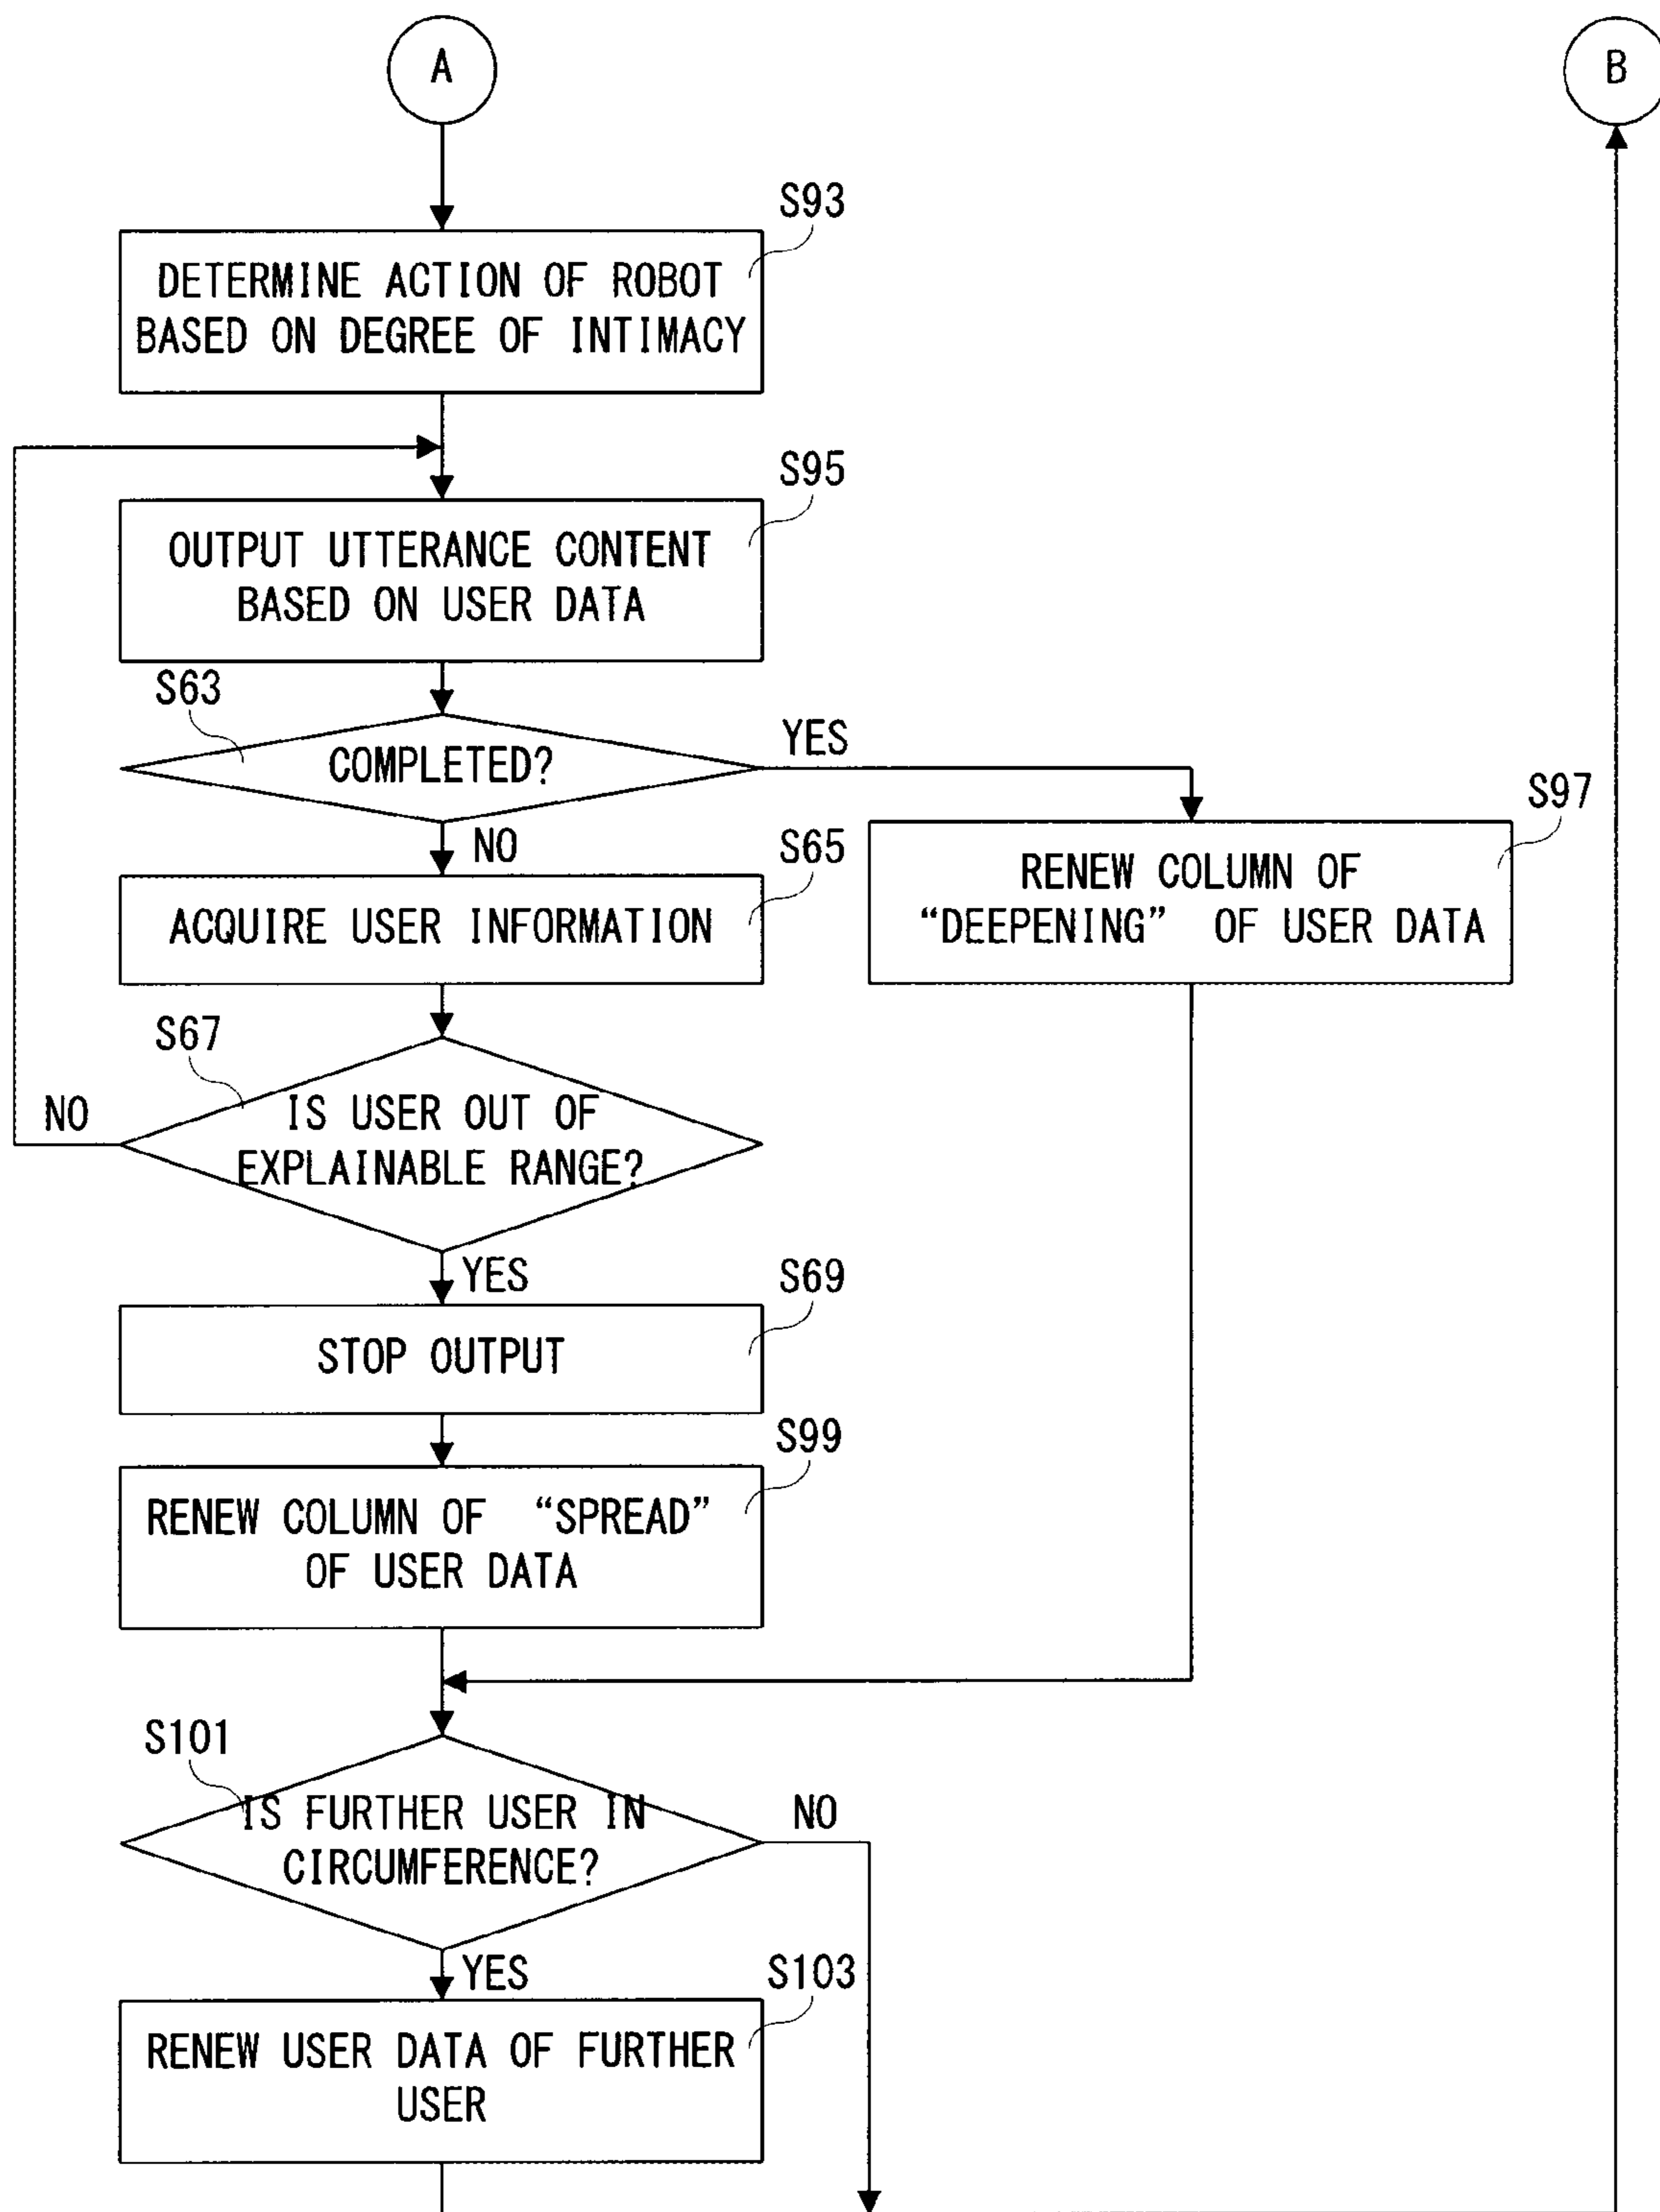 A
B
S93
DETERMINE ACTION OF ROBOT
BASED ON DEGREE OF INTIMACY
S95
OUTPUT UTTERANCE CONTENT
BASED ON USER DATA
S63
COMPLETED?
YES
NO
S97
RENEW COLUMN OF
“DEEPENING” OF USER DATA
S65
ACQUIRE USER INFORMATION
S67
NO
IS USER OUT OF
EXPLAINABLE RANGE?
YES
S69
STOP OUTPUT
S99
RENEW COLUMN OF “SPREAD”
OF USER DATA
S101
IS FURTHER USER IN
CIRCUMFERENCE?
NO
YES
S103
RENEW USER DATA OF FURTHER
USER